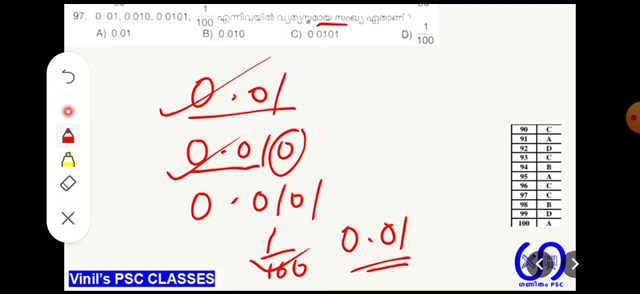 97. 0. 01, 0.010, 0.0101, 1/100 എന്നിവയിൽ വ്യത്യസ്തമായ സംഖ്യ ഏതാണ് ?
A) 0.01 B) 0.010 C) 0.0101 D) 1/100
0.01
0.010
0.0101
1/100 0.01
90 C
91 A
92 D
93 C
94 B
95 A
96 C
97 C
98 B
99 D
100 A
ഗണിതം PSC
Vinil's PSC CLASSES